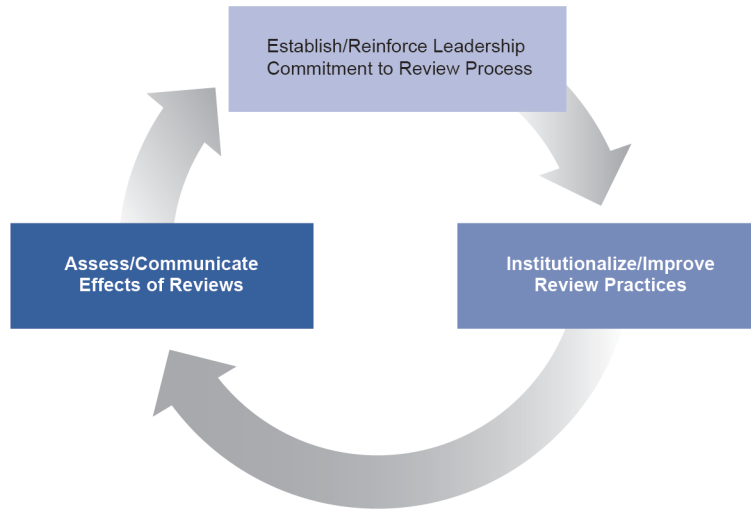 Establish/Reinforce Leadership
Commitment to Review Process
Assess/Communicate
Effects of Reviews
Institutionalize/Improve
Review Practices